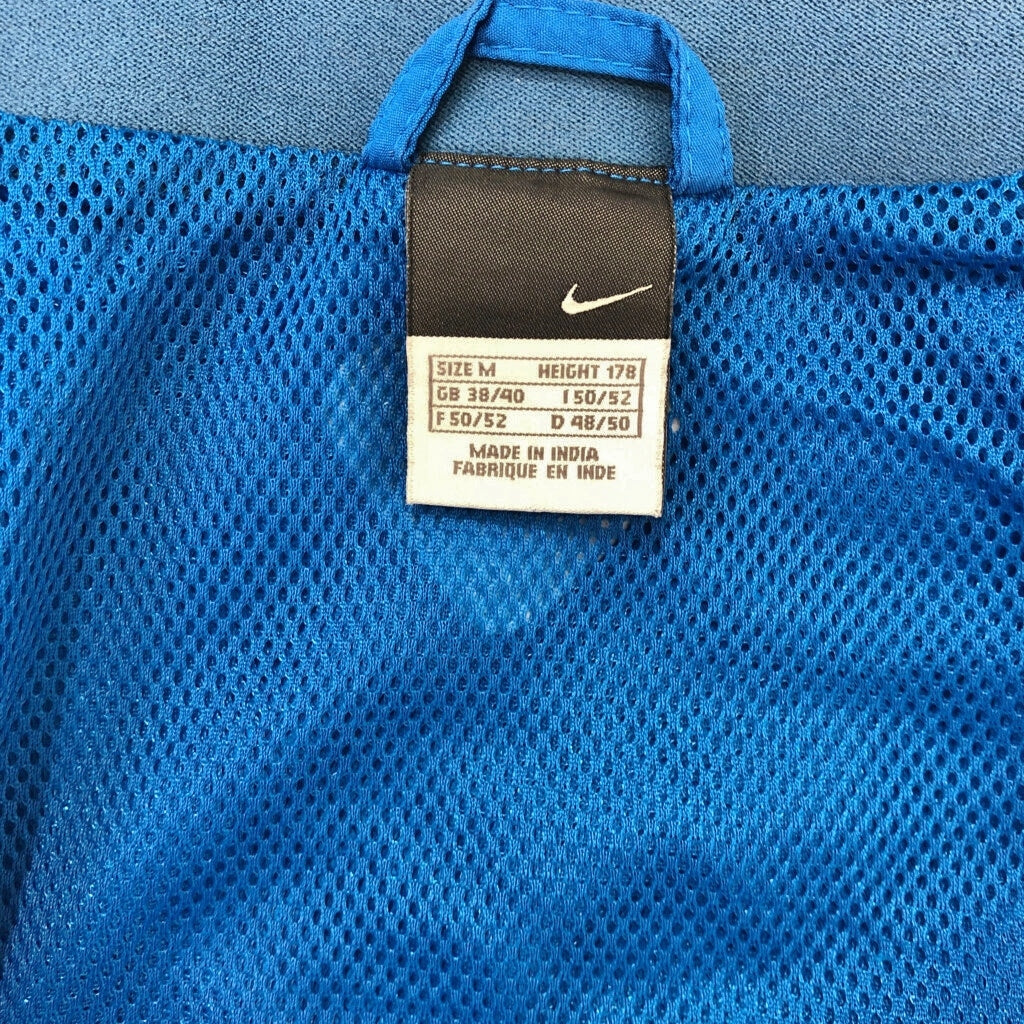 SIZE M HEIGHT 178
GB 38/40 I 50/52
F 50/52 D 48/50
MADE IN INDIA
FABRIQUE EN INDE